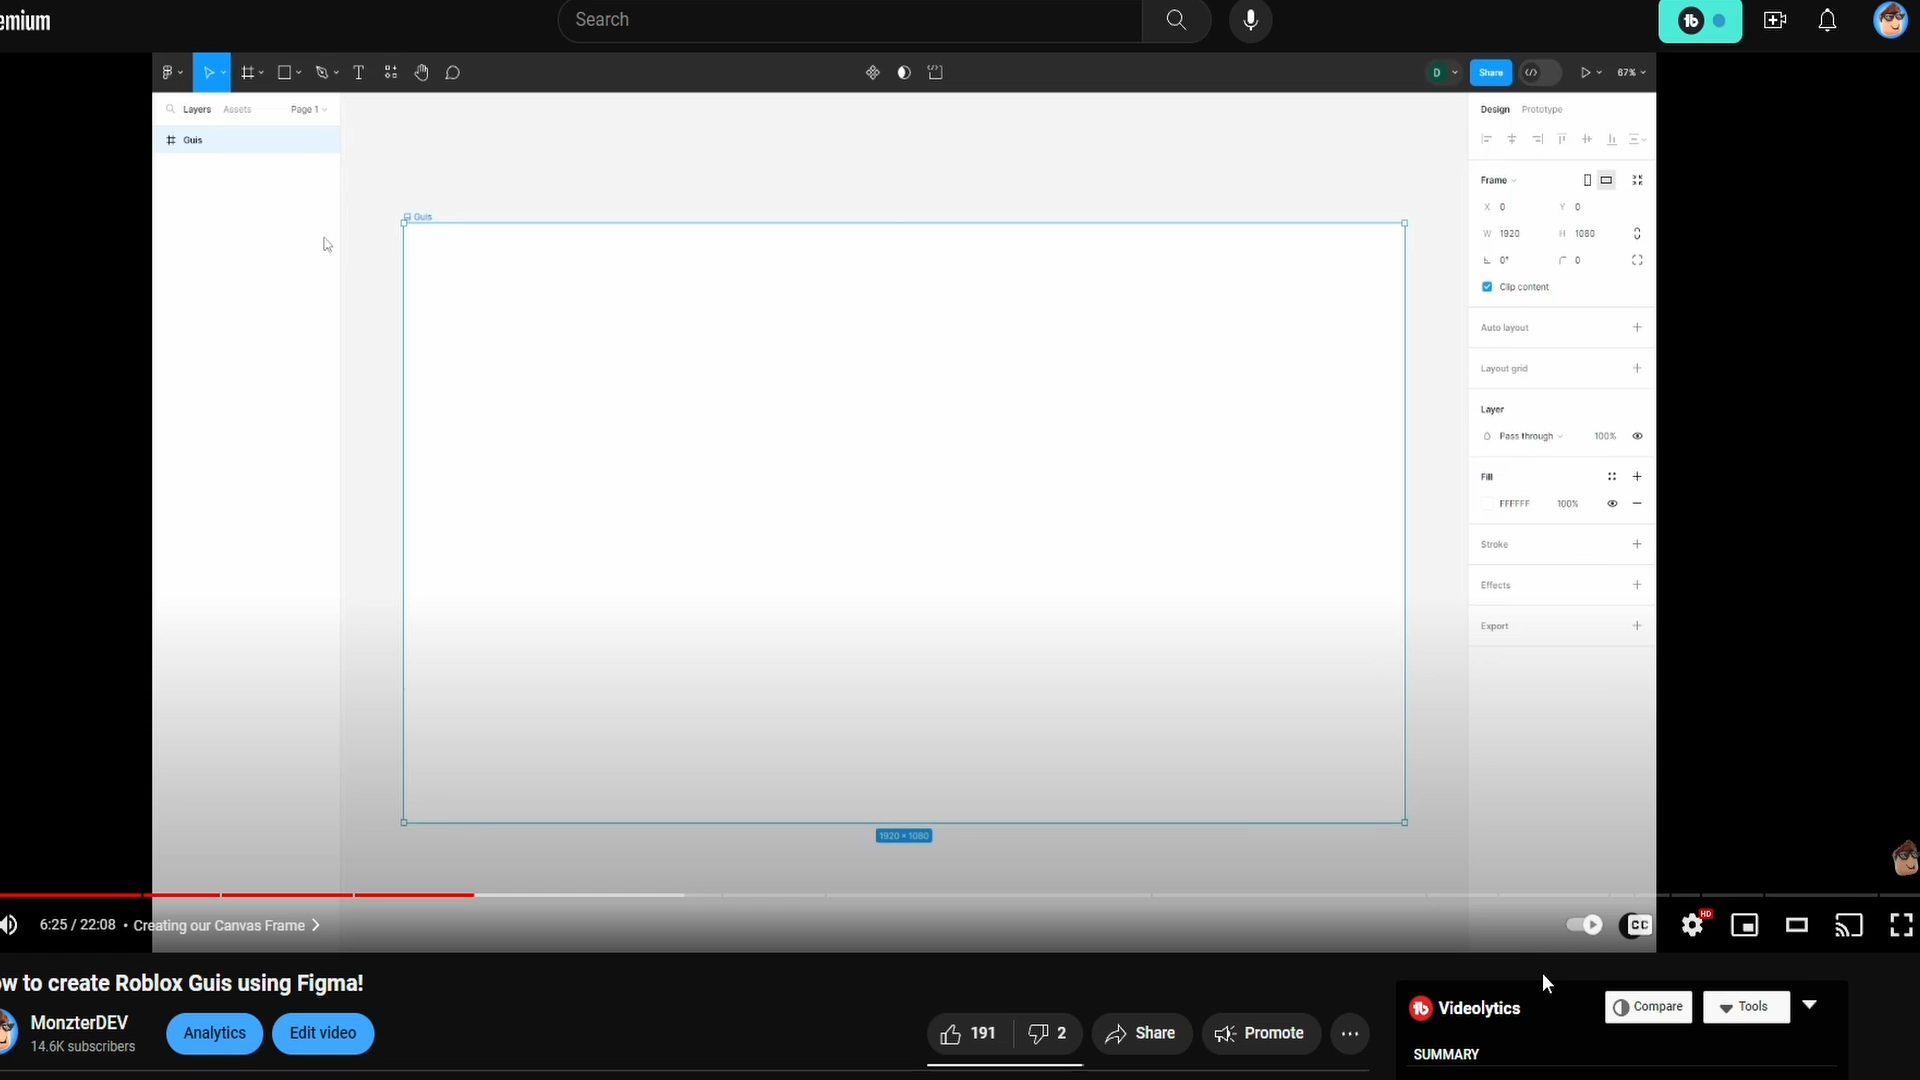 emium
Search
Share
67%
Layers Assets Page 1
Guis
Guis
1920 × 1080
Design Prototype
Frame
X 0 Y 0
W 1920 H 1080
0° 0
Clip content
Auto layout
Layout grid
Layer
Pass through 100%
Fill
FFFFFF 100%
Stroke
Effects
Export
D
6:25 / 22:08 • Creating our Canvas Frame
CC
HD
ow to create Roblox Guis using Figma!
MonzterDEV
14.6K subscribers
Analytics
Edit video
191
2
Share
Promote
Videolytics
Compare
Tools
SUMMARY